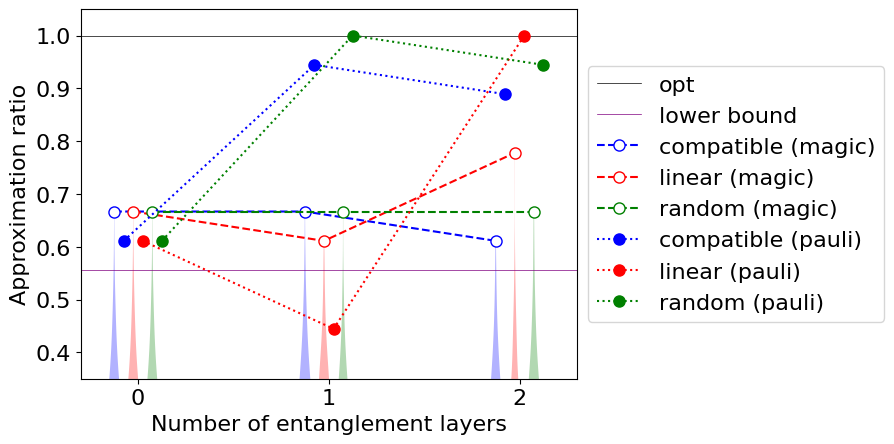 1.0
0.9
0.8
0.7
0.6
0.5
0.4
Approximation ratio
0 1 2
Number of entanglement layers
opt
lower bound
compatible (magic)
linear (magic)
random (magic)
compatible (pauli)
linear (pauli)
random (pauli)